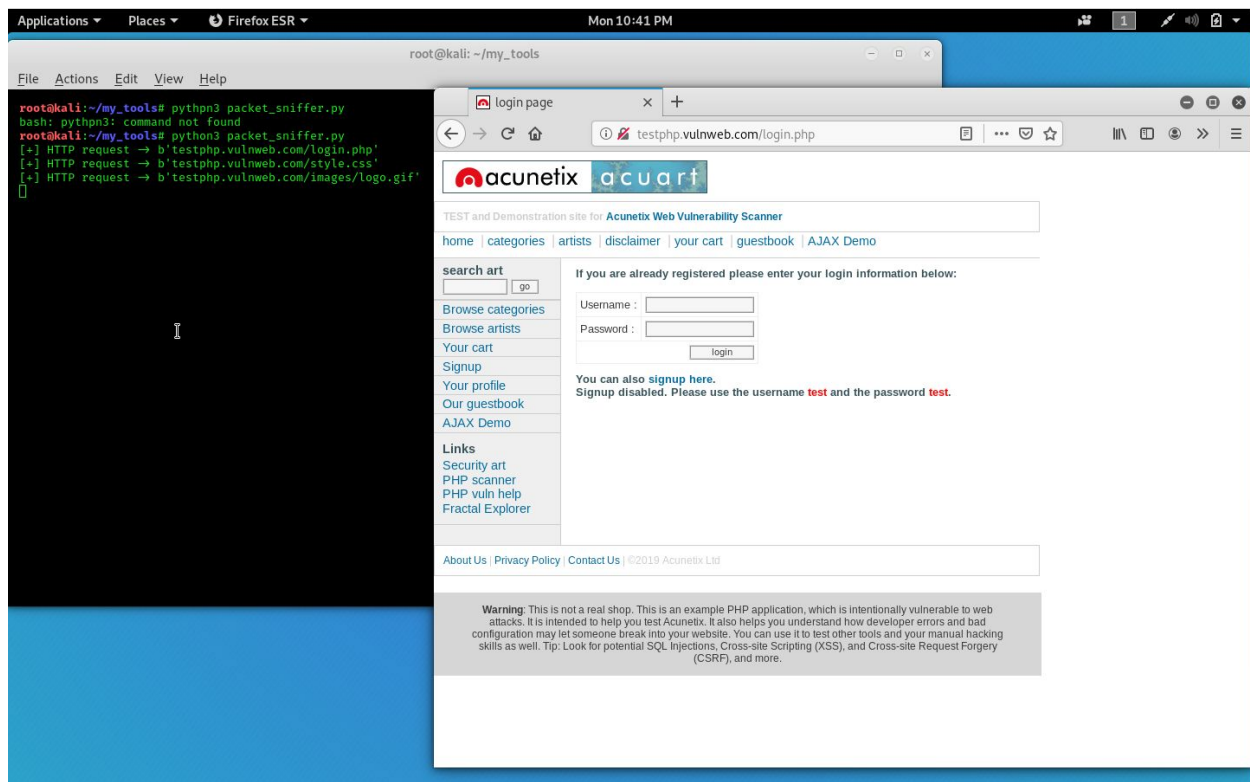 Applications Places Firefox ESR Mon 10:41 PM 1
root@kali: ~/my_tools
File Actions Edit View Help
root@kali:~/my_tools# pythpn3 packet_sniffer.py
bash: pythpn3: command not found
root@kali:~/my_tools# python3 packet_sniffer.py
[+] HTTP request → b'testphp.vulnweb.com/login.php'
[+] HTTP request → b'testphp.vulnweb.com/style.css'
[+] HTTP request → b'testphp.vulnweb.com/images/logo.gif'
login page
testphp.vulnweb.com/login.php
acunetix acuart
TEST and Demonstration site for Acunetix Web Vulnerability Scanner
home | categories | artists | disclaimer | your cart | guestbook | AJAX Demo
search art
go
Browse categories
Browse artists
Your cart
Signup
Your profile
Our guestbook
AJAX Demo
Links
Security art
PHP scanner
PHP vuln help
Fractal Explorer
If you are already registered please enter your login information below:
Username :
Password :
login
You can also signup here.
Signup disabled. Please use the username test and the password test.
About Us | Privacy Policy | Contact Us | ©2019 Acunetix Ltd
Warning: This is not a real shop. This is an example PHP application, which is intentionally vulnerable to web
attacks. It is intended to help you test Acunetix. It also helps you understand how developer errors and bad
configuration may let someone break into your website. You can use it to test other tools and your manual hacking
skills as well. Tip: Look for potential SQL Injections, Cross-site Scripting (XSS), and Cross-site Request Forgery
(CSRF), and more.